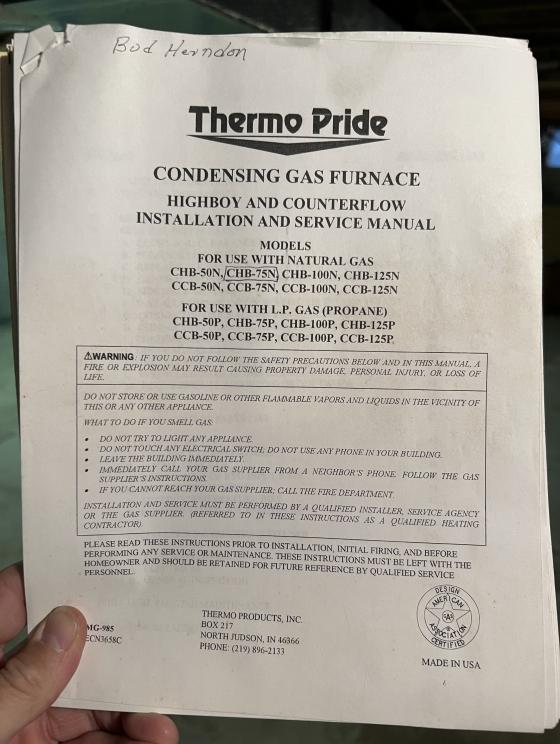 Bud Herndon
Thermo Pride
CONDENSING GAS FURNACE
HIGHBOY AND COUNTERFLOW
INSTALLATION AND SERVICE MANUAL
MODELS
FOR USE WITH NATURAL GAS
CHB-50N, CHB-75N, CHB-100N, CHB-125N
CCB-50N, CCB-75N, CCB-100N, CCB-125N
FOR USE WITH L.P. GAS (PROPANE)
CHB-50P, CHB-75P, CHB-100P, CHB-125P
CCB-50P, CCB-75P, CCB-100P, CCB-125P
⚠WARNING: IF YOU DO NOT FOLLOW THE SAFETY PRECAUTIONS BELOW AND IN THIS MANUAL, A
FIRE OR EXPLOSION MAY RESULT CAUSING PROPERTY DAMAGE, PERSONAL INJURY, OR LOSS OF
LIFE.
DO NOT STORE OR USE GASOLINE OR OTHER FLAMMABLE VAPORS AND LIQUIDS IN THE VICINITY OF
THIS OR ANY OTHER APPLIANCE.
WHAT TO DO IF YOU SMELL GAS:
• DO NOT TRY TO LIGHT ANY APPLIANCE.
• DO NOT TOUCH ANY ELECTRICAL SWITCH; DO NOT USE ANY PHONE IN YOUR BUILDING.
• LEAVE THE BUILDING IMMEDIATELY.
• IMMEDIATELY CALL YOUR GAS SUPPLIER FROM A NEIGHBOR'S PHONE. FOLLOW THE GAS
SUPPLIER'S INSTRUCTIONS.
• IF YOU CANNOT REACH YOUR GAS SUPPLIER; CALL THE FIRE DEPARTMENT.
INSTALLATION AND SERVICE MUST BE PERFORMED BY A QUALIFIED INSTALLER, SERVICE AGENCY
OR THE GAS SUPPLIER. (REFERRED TO IN THESE INSTRUCTIONS AS A QUALIFIED HEATING
CONTRACTOR).
PLEASE READ THESE INSTRUCTIONS PRIOR TO INSTALLATION, INITIAL FIRING, AND BEFORE
PERFORMING ANY SERVICE OR MAINTENANCE. THESE INSTRUCTIONS MUST BE LEFT WITH THE
HOMEOWNER AND SHOULD BE RETAINED FOR FUTURE REFERENCE BY QUALIFIED SERVICE
PERSONNEL.
MG-985
ECN3658C
THERMO PRODUCTS, INC.
BOX 217
NORTH JUDSON, IN 46366
PHONE: (219) 896-2133
DESIGN
AMERICAN
GAS
ASSOCIATION
CERTIFIED
MADE IN USA